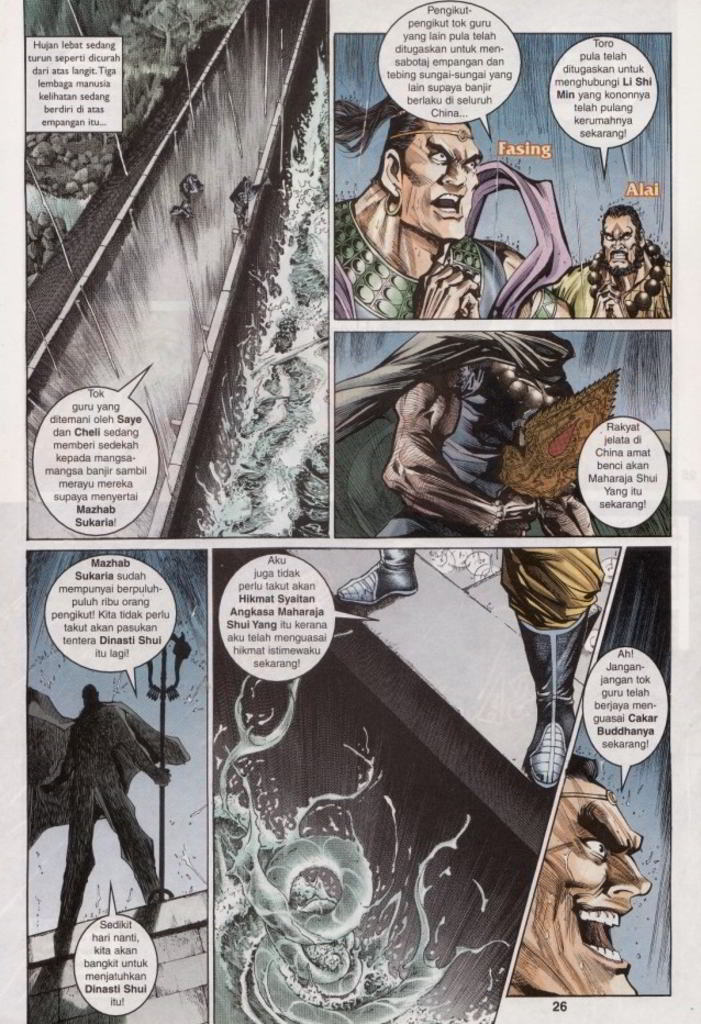 Hujan lebat sedang
turun seperti dicurah
dari atas langit. Tiga
lembaga manusia
kelihatan sedang
berdiri di atas
empangan itu...
Tok
guru yang
ditemani oleh Saye
dan Cheli sedang
memberi sedekah
kepada mangsa-
mangsa banjir sambil
merayu mereka
supaya menyertai
Mazhab
Sukaria!
Pengikut-
pengikut tok guru
yang lain pula telah
ditugaskan untuk men-
sabotaj empangan dan
tebing sungai-sungai yang
lain supaya banjir
berlaku di seluruh
China...
Fasing
Toro
pula telah
ditugaskan untuk
menghubungi Li Shi
Min yang kononnya
telah pulang
kerumahnya
sekarang!
Alai
Rakyat
jelata di
China amat
benci akan
Maharaja Shui
Yang itu
sekarang!
Mazhab
Sukaria sudah
mempunyai berpuluh-
puluh ribu orang
pengikut! Kita tidak perlu
takut akan pasukan
tentera Dinasti Shui
itu lagi!
Sedikit
hari nanti,
kita akan
bangkit untuk
menjatuhkan
Dinasti Shui
itu!
Aku
juga tidak
perlu takut akan
Hikmat Syaitan
Angkasa Maharaja
Shui Yang itu kerana
aku telah menguasai
hikmat istimewaku
sekarang!
Ah!
Jangan-
jangan tok
guru telah
berjaya men-
guasai Cakar
Buddhanya
sekarang!
26